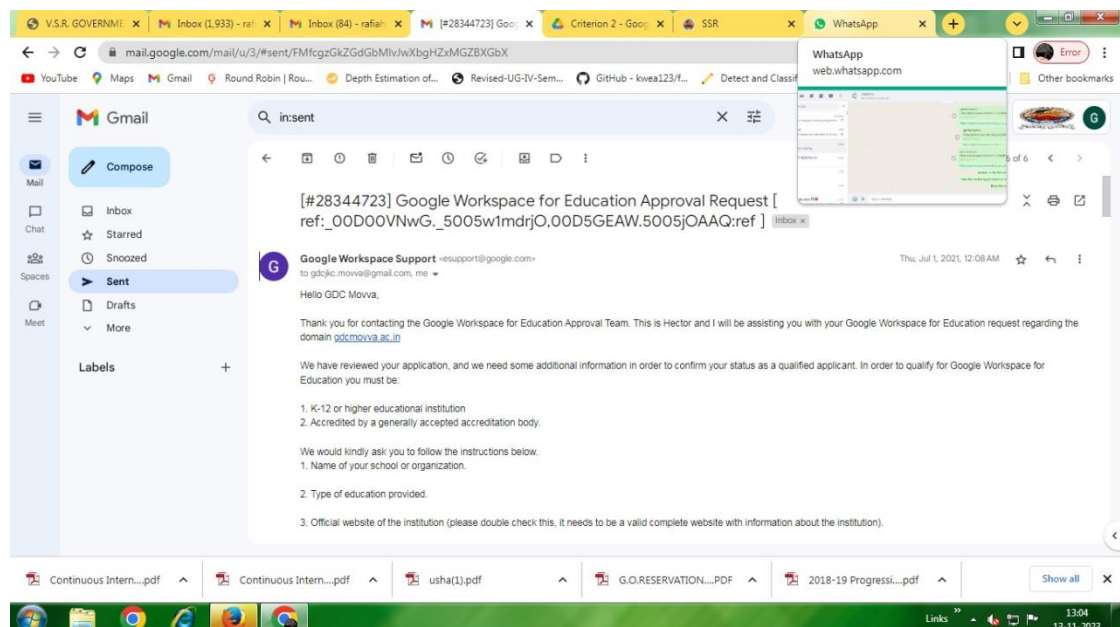 V.S.R. GOVERNME
Inbox (1,933) - raf
Inbox (84) - rafiah
[#28344723] Goog
Criterion 2 - Goog
SSR
WhatsApp
mail.google.com/mail/u/3/#sent/FMfcgzGkZGdGbMlvJwXbgHZxMGZBXGbX
WhatsApp
web.whatsapp.com
Error
YouTube
Maps
Gmail
Round Robin | Rou...
Depth Estimation of...
Revised-UG-IV-Sem...
GitHub - kwea123/f...
Detect and Classif
Other bookmarks
Gmail
in:sent
G
Compose
Mail
Chat
Spaces
Meet
Inbox
Starred
Snoozed
Sent
Drafts
More
Labels
6 of 6
[#28344723] Google Workspace for Education Approval Request [
ref:_00D00VNwG._5005w1mdrjO,00D5GEAW.5005jOAAQ:ref ] Inbox x
G
Google Workspace Support <esupport@google.com>
Thu, Jul 1, 2021, 12:08 AM
to gdcjkc.movva@gmail.com, me
Hello GDC Movva,
Thank you for contacting the Google Workspace for Education Approval Team. This is Hector and I will be assisting you with your Google Workspace for Education request regarding the
domain gdcmovva.ac.in
We have reviewed your application, and we need some additional information in order to confirm your status as a qualified applicant. In order to qualify for Google Workspace for
Education you must be:
1. K-12 or higher educational institution
2. Accredited by a generally accepted accreditation body.
We would kindly ask you to follow the instructions below.
1. Name of your school or organization.
2. Type of education provided.
3. Official website of the institution (please double check this, it needs to be a valid complete website with information about the institution).
Continuous Intern....pdf
Continuous Intern....pdf
usha(1).pdf
G.O.RESERVATION....PDF
2018-19 Progressi....pdf
Show all
Links
13:04
13-11-2023